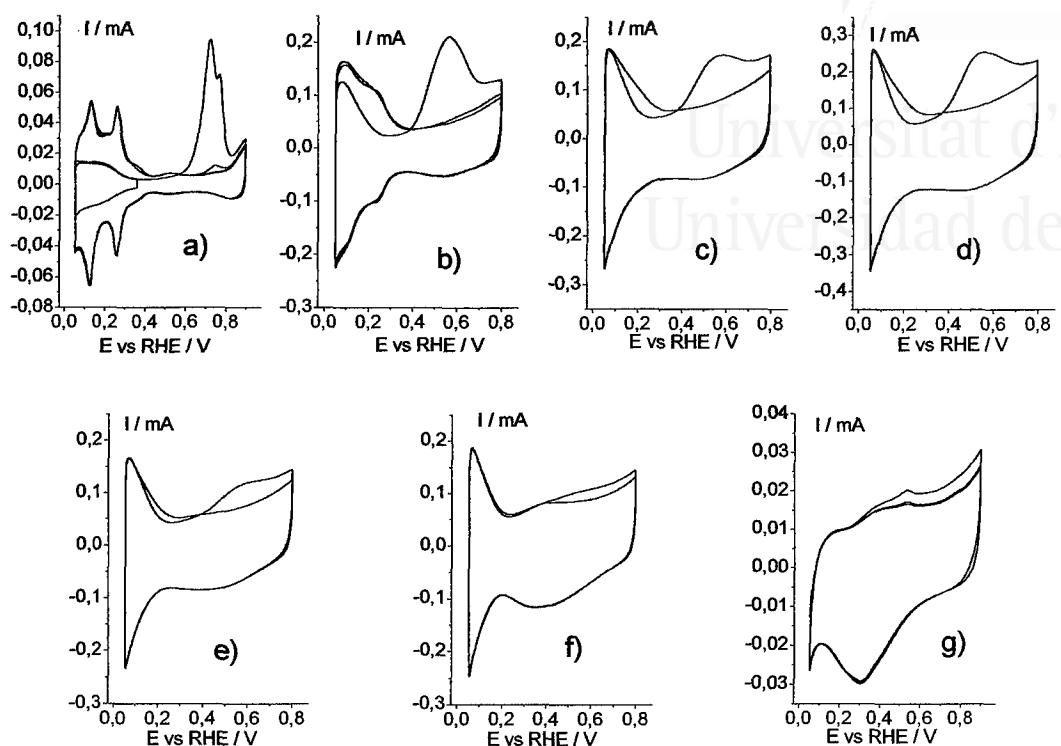 I / mA
0,10
0,08
0,06
0,04
0,02
0,00
-0,02
-0,04
-0,06
-0,08
a)
0,0 0,2 0,4 0,6 0,8
E vs RHE / V
I / mA
0,2
0,1
0,0
-0,1
-0,2
-0,3
b)
0,0 0,2 0,4 0,6 0,8
E vs RHE / V
I / mA
0,2
0,1
0,0
-0,1
-0,2
-0,3
c)
0,0 0,2 0,4 0,6 0,8
E vs RHE / V
I / mA
0,4
0,3
0,2
0,1
0,0
-0,1
-0,2
-0,3
-0,4
d)
0,0 0,2 0,4 0,6 0,8
E vs RHE / V
Universitat d'
Universidad de
I / mA
0,2
0,1
0,0
-0,1
-0,2
-0,3
e)
0,0 0,2 0,4 0,6 0,8
E vs RHE / V
I / mA
0,2
0,1
0,0
-0,1
-0,2
-0,3
f)
0,0 0,2 0,4 0,6 0,8
E vs RHE / V
I / mA
0,04
0,03
0,02
0,01
0,00
-0,01
-0,02
-0,03
g)
0,0 0,2 0,4 0,6 0,8
E vs RHE / V